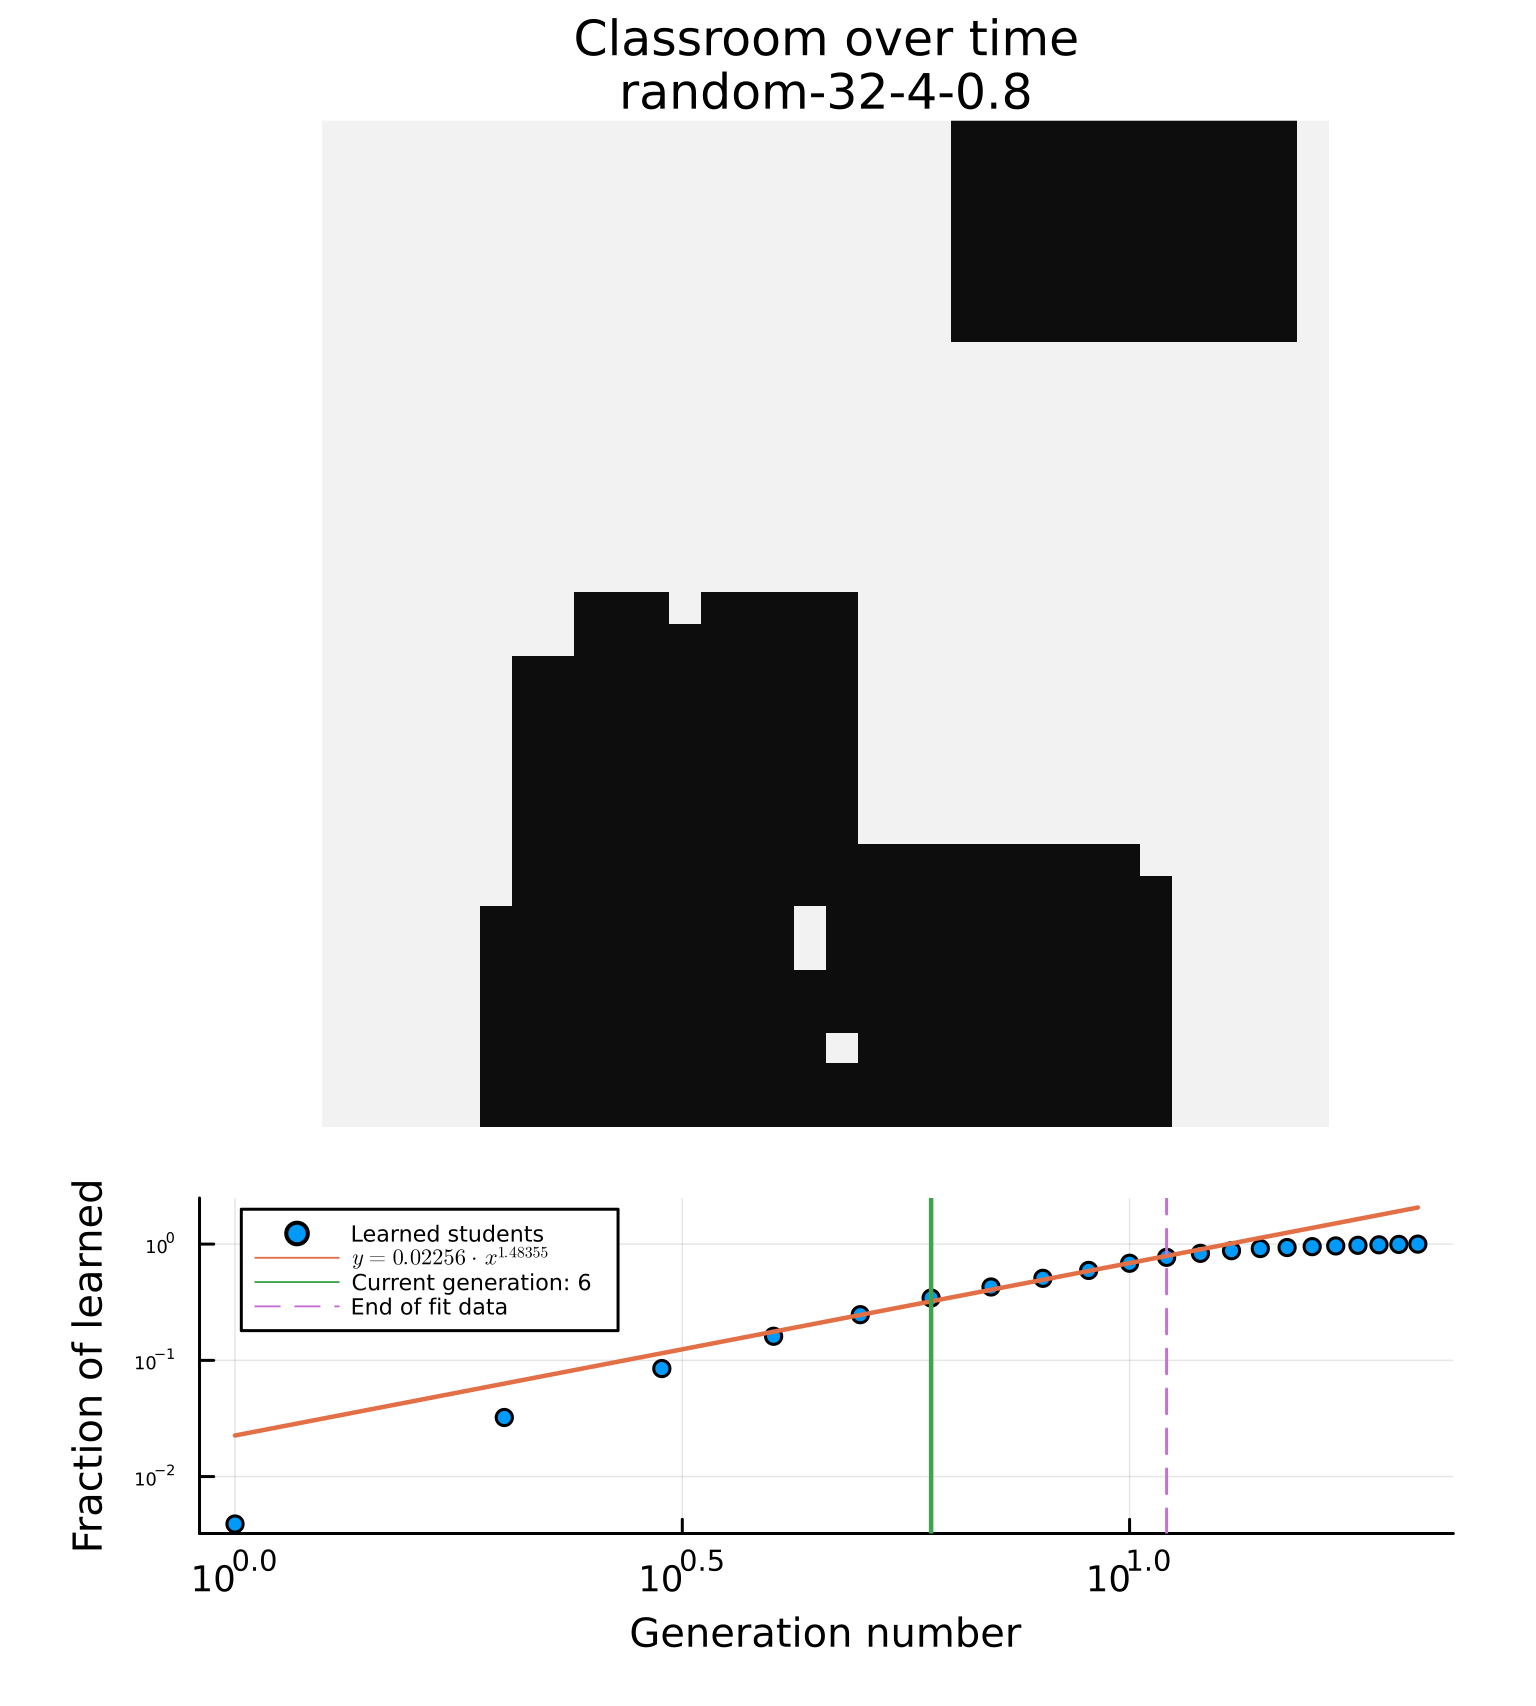 Classroom over time
random-32-4-0.8
Fraction of learned
10^0
10^−1
10^−2
Learned students
y = 0.02256 · x^1.48355
Current generation: 6
End of fit data
10^0.0 10^0.5 10^1.0
Generation number